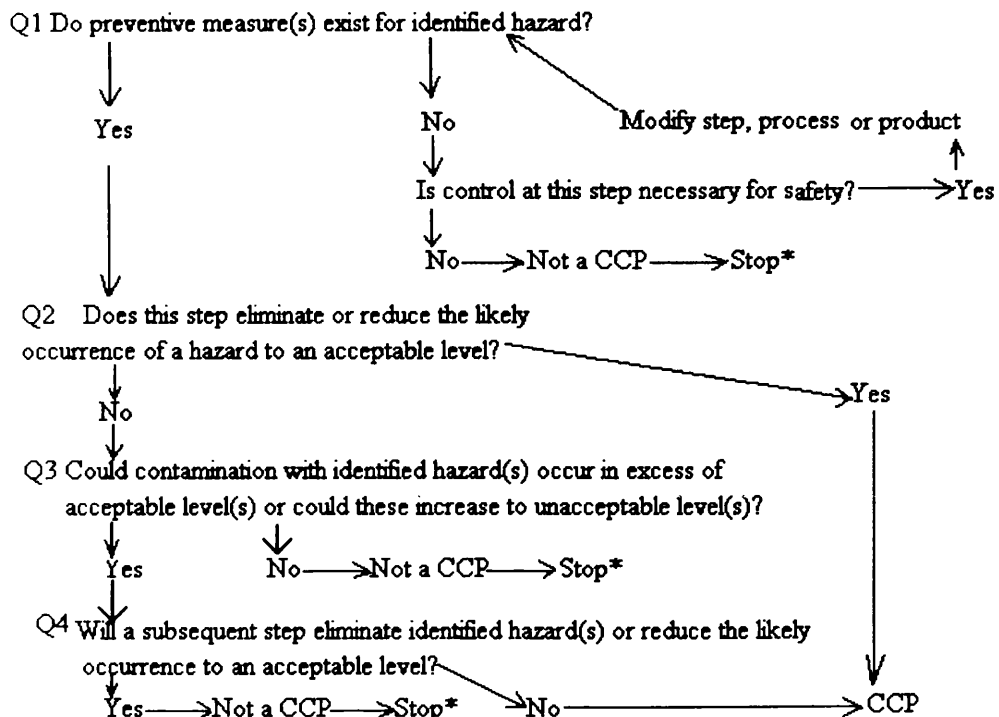 Q1 Do preventive measure(s) exist for identified hazard?
Yes
No
Modify step, process or product
Is control at this step necessary for safety?
Yes
No
Not a CCP
Stop*
Q2 Does this step eliminate or reduce the likely
occurrence of a hazard to an acceptable level?
Yes
No
Q3 Could contamination with identified hazard(s) occur in excess of
acceptable level(s) or could these increase to unacceptable level(s)?
Yes
No
Not a CCP
Stop*
Q4 Will a subsequent step eliminate identified hazard(s) or reduce the likely
occurrence to an acceptable level?
Yes
Not a CCP
Stop*
No
CCP